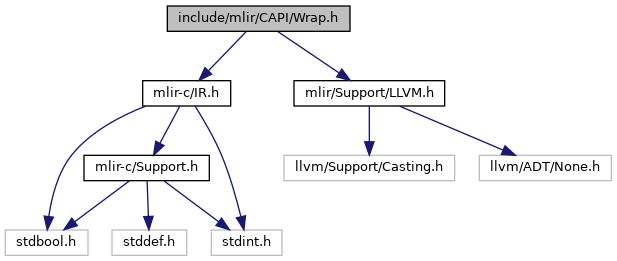 include/mlir/CAPI/Wrap.h
mlir-c/IR.h
mlir/Support/LLVM.h
mlir-c/Support.h
llvm/Support/Casting.h
llvm/ADT/None.h
stdbool.h
stddef.h
stdint.h